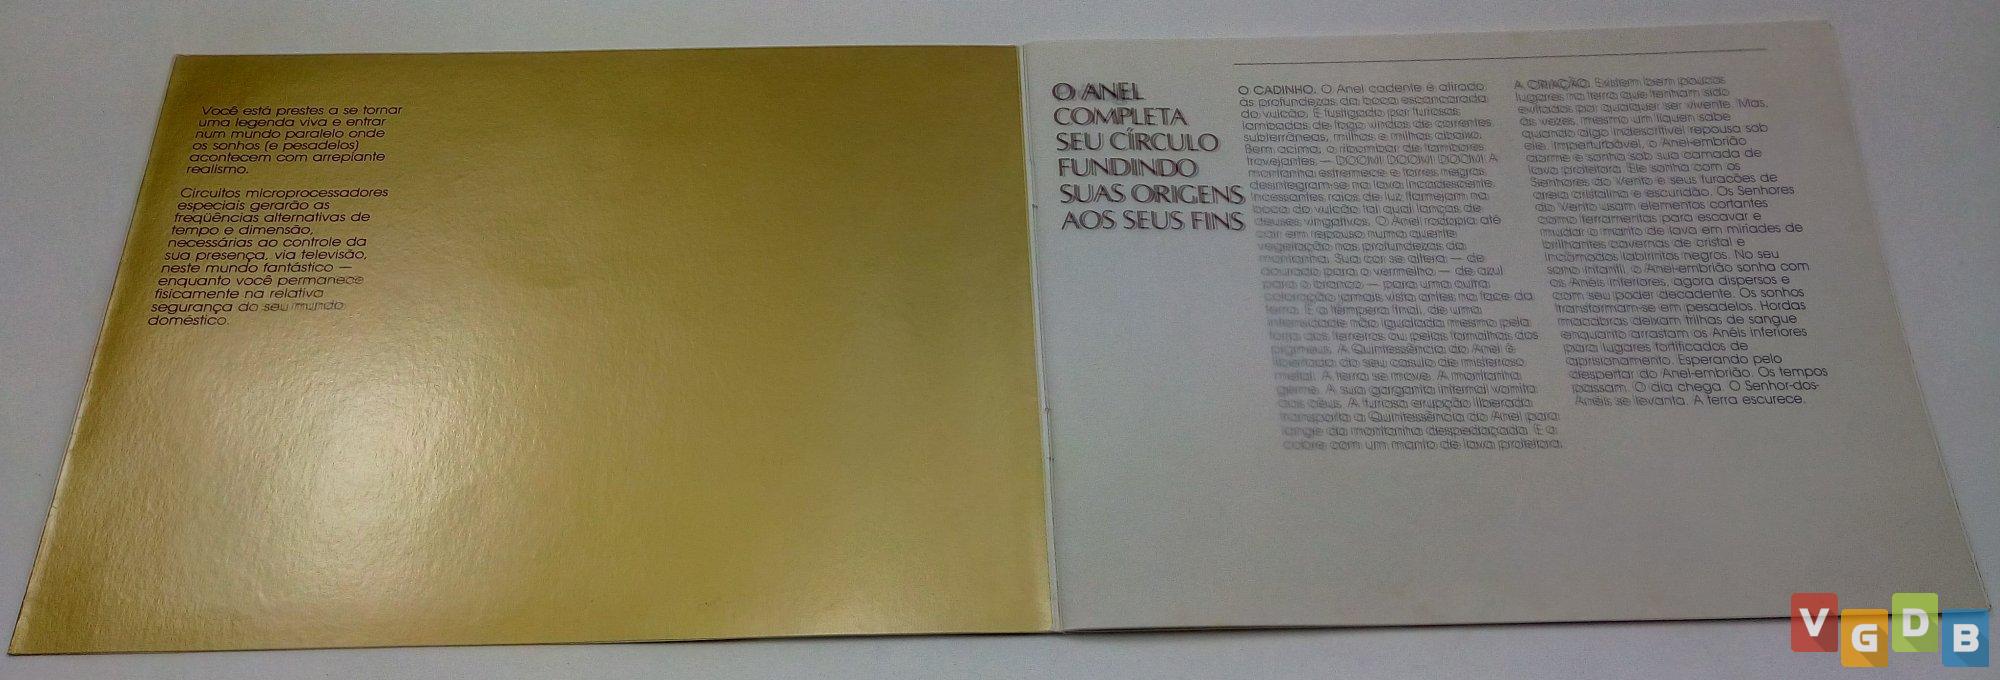 Você está prestes a se tornar
uma legenda viva e entrar
num mundo paralelo onde
os sonhos (e pesadelos)
acontecem com arrepiante
realismo.
Circuitos microprocessadores
especiais gerarão as
freqüências alternativas de
tempo e dimensão,
necessárias ao controle da
sua presença, via televisão,
neste mundo fantástico —
enquanto você permanece
fisicamente na relativa
segurança do seu mundo
doméstico.
O ANEL
COMPLETA
SEU CÍRCULO
FUNDINDO
SUAS ORIGENS
AOS SEUS FINS
O CADINHO. O Anel cadente é atirado
às profundezas da boca escancarada
do vulcão. É fustigado por furiosas
lambadas de fogo vindas de correntes
subterrâneas, milhas e milhas abaixo.
Bem acima, o ribombar de tambores
trovejantes — DOOM! DOOM! DOOM! A
montanha estremece e torres negras
desintegram-se na lava incandescente.
Incessantes raios de luz flamejam na
boca do vulcão tal qual lanças de
deuses vingativos. O Anel rodopia até
cair em repouso numa quente
vegetação nas profundezas da
montanha. Sua cor se altera — de
dourado para o vermelho — de azul
para o branco — para uma outra
coloração jamais vista antes na face da
terra. É a têmpera final, de uma
intensidade não igualada mesmo pela
forja dos ferreiros ou pelas fornalhas dos
pigmeus. A Quintessência do Anel é
libertada do seu casulo de misterioso
metal. A terra se move. A montanha
geme. A sua garganta infernal vomita
aos céus. A furiosa erupção liberada
transporta a Quintessência do Anel para
longe da montanha despedaçada. E a
cobre com um manto de lava protetora.
A CRIAÇÃO. Existem bem poucos
lugares na terra que tenham sido
evitados por qualquer ser vivente. Mas,
às vezes, mesmo um líquen sabe
quando algo indescritível repousa sob
ele. Imperturbável, o Anel-embrião
dorme e sonha sob sua camada de
lava protetora. Ele sonha com os
Senhores do Vento e seus furacões de
areia cristalina e escuridão. Os Senhores
do Vento usam elementos cortantes
como ferramentas para escavar e
mudar o manto de lava em miríades de
brilhantes cavernas de cristal e
incômodos labirintos negros. No seu
sono infantil, o Anel-embrião sonha com
os Anéis inferiores, agora dispersos e
com seu poder decadente. Os sonhos
transformam-se em pesadelos. Hordas
macabras deixam trilhas de sangue
enquanto arrastam os Anéis inferiores
para lugares fortificados de
aprisionamento. Esperando pelo
despertar do Anel-embrião. Os tempos
passam. O dia chega. O Senhor-dos-
Anéis se levanta. A terra escurece.
VGDB